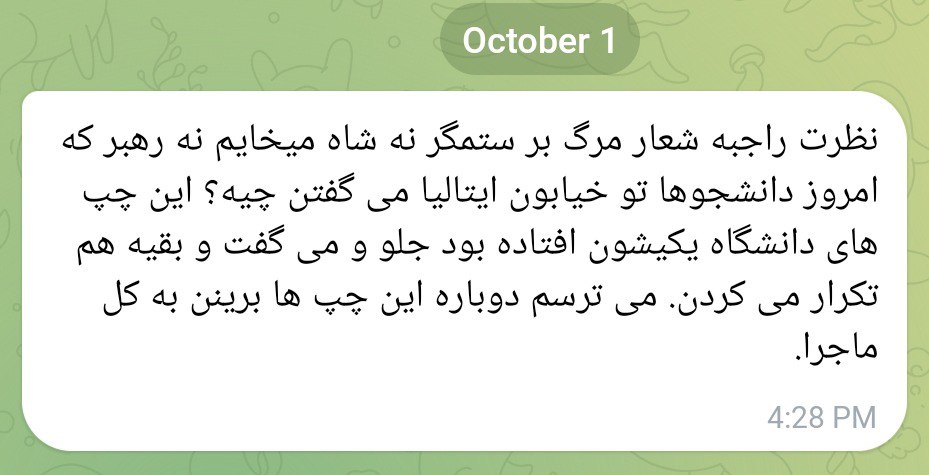 October 1
نظرت راجبه شعار مرگ بر ستمگر نه شاه میخایم نه رهبر که
امروز دانشجوها تو خیابون ایتالیا می گفتن چیه؟ این چپ
های دانشگاه یکیشون افتاده بود جلو و می گفت و بقیه هم
تکرار می کردن. می ترسم دوباره این چپ ها برینن به کل
ماجرا.
4:28 PM